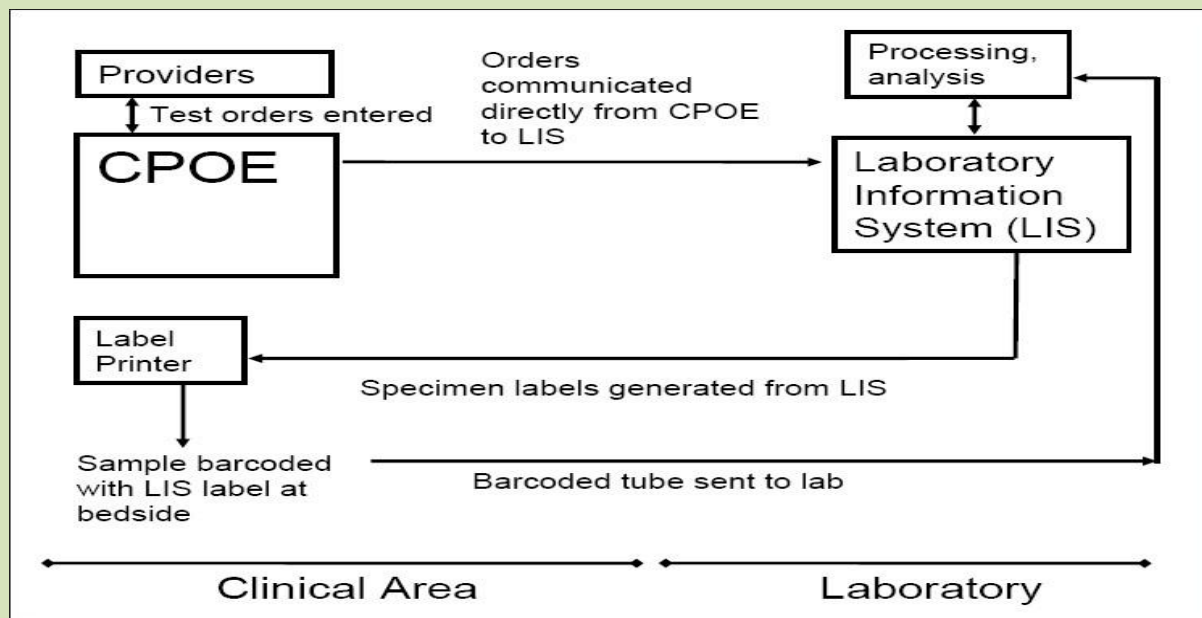 Providers
Test orders entered
CPOE
Orders
communicated
directly from CPOE
to LIS
Processing,
analysis
Laboratory
Information
System (LIS)
Label
Printer
Specimen labels generated from LIS
Sample barcoded
with LIS label at
bedside
Barcoded tube sent to lab
Clinical Area
Laboratory